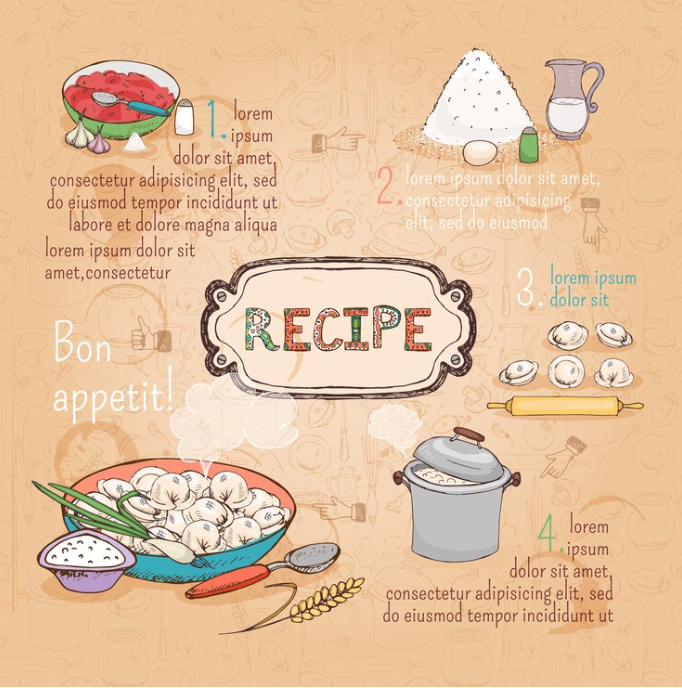 1. lorem
ipsum
dolor sit amet,
consectetur adipisicing elit, sed
do eiusmod tempor incididunt ut
labore et dolore magna aliqua
lorem ipsum dolor sit
amet,consectetur
2. lorem ipsum dolor sit amet,
consectetur adipisicing
elit, sed do eiusmod
RECIPE
3. lorem ipsum
dolor sit
4. lorem
ipsum
dolor sit amet,
consectetur adipisicing elit, sed
do eiusmod tempor incididunt ut
Bon
appetit!